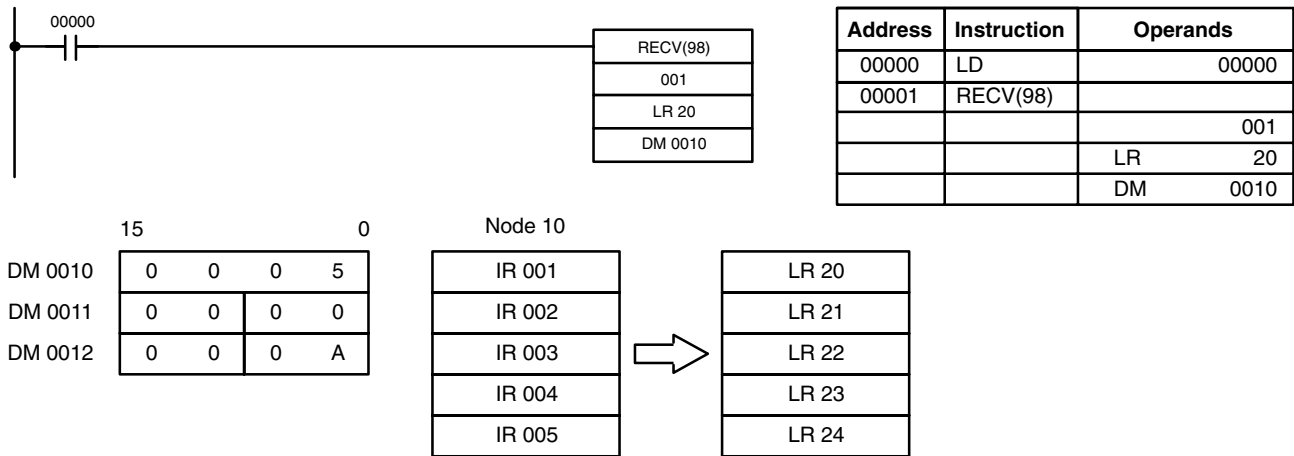 00000
RECV(98)
001
LR 20
DM 0010
Address Instruction Operands
00000 LD 00000
00001 RECV(98)
001
LR 20
DM 0010
15 0
DM 0010 0 0 0 5
DM 0011 0 0 0 0
DM 0012 0 0 0 A
Node 10
IR 001 LR 20
IR 002 LR 21
IR 003 LR 22
IR 004 LR 23
IR 005 LR 24